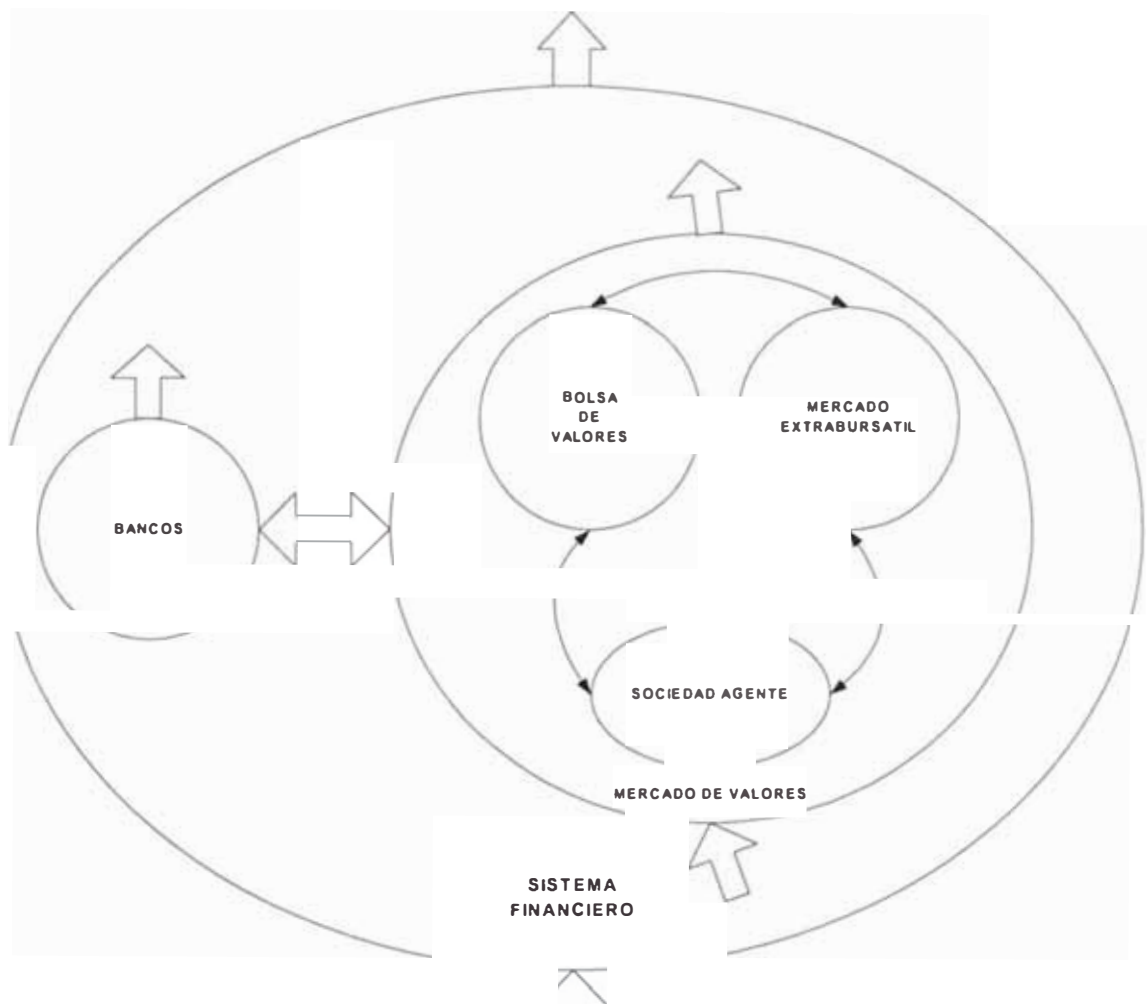 BOLSA
DE
VALORES
MERCADO
EXTRABURSATIL
BANCOS
SOCIEDAD AGENTE
MERCADO DE VALORES
SISTEMA
FINANCIERO